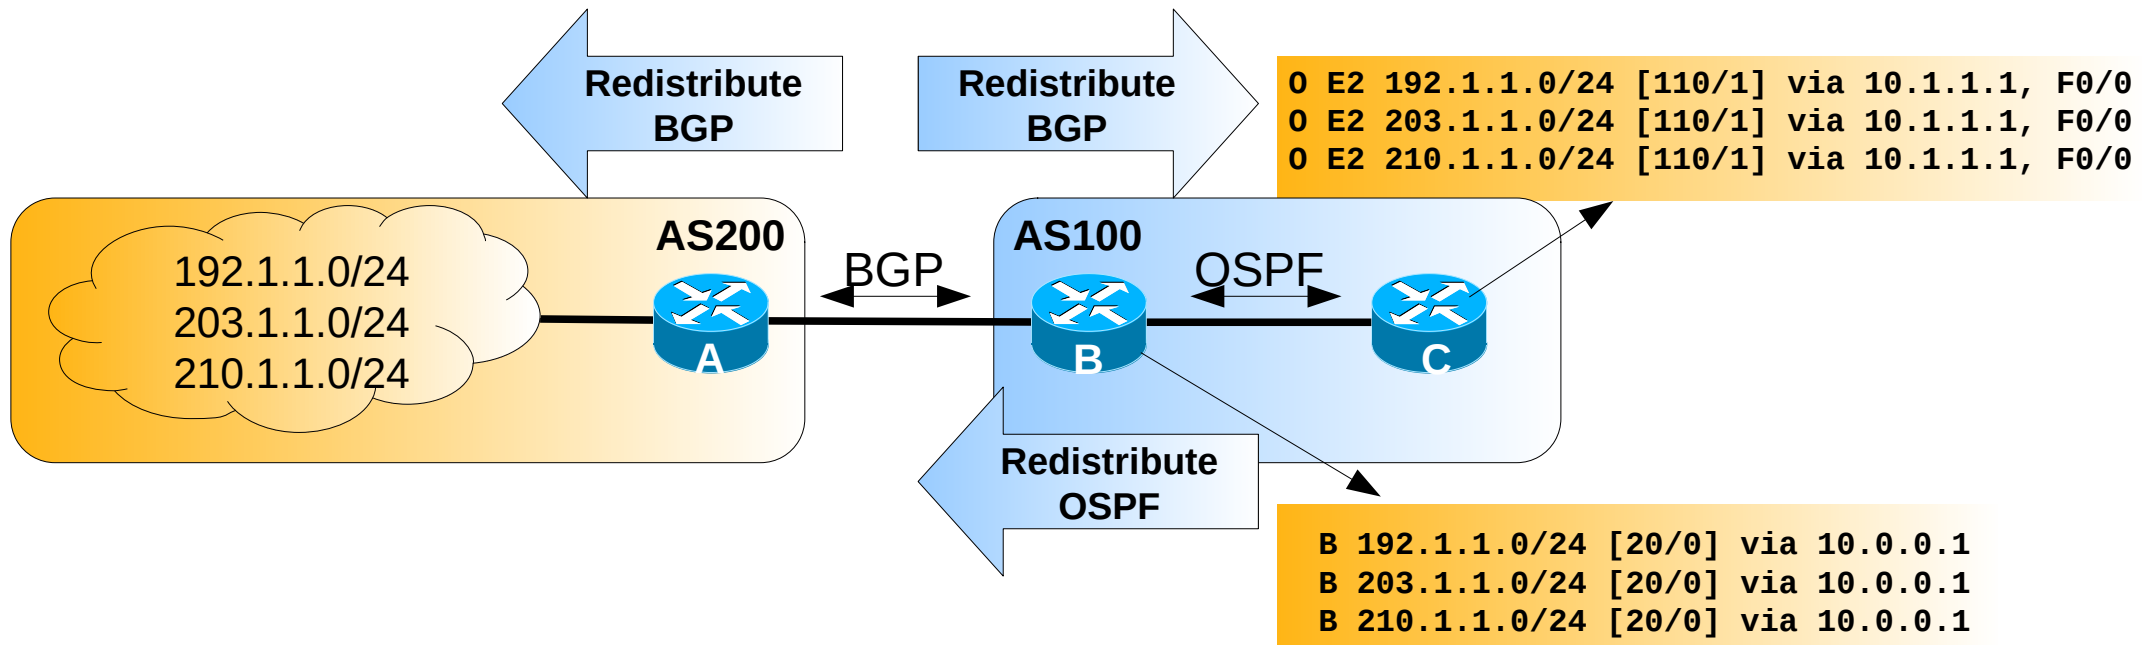 Redistribute
BGP
Redistribute
BGP
O E2 192.1.1.0/24 [110/1] via 10.1.1.1, F0/0
O E2 203.1.1.0/24 [110/1] via 10.1.1.1, F0/0
O E2 210.1.1.0/24 [110/1] via 10.1.1.1, F0/0
AS200
192.1.1.0/24
203.1.1.0/24
210.1.1.0/24
A
BGP
AS100
B
OSPF
C
Redistribute
OSPF
B 192.1.1.0/24 [20/0] via 10.0.0.1
B 203.1.1.0/24 [20/0] via 10.0.0.1
B 210.1.1.0/24 [20/0] via 10.0.0.1